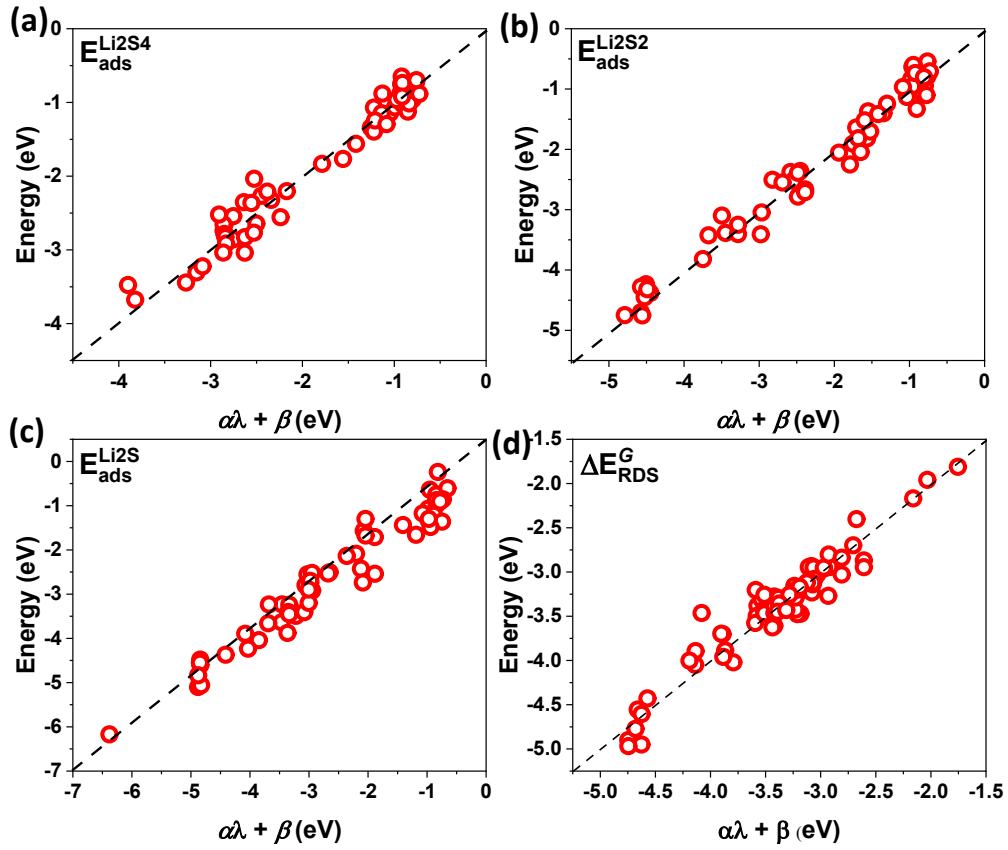 (a)
E_ads^Li2S4
Energy (eV)
0
-1
-2
-3
-4
-4 -3 -2 -1 0
αλ + β (eV)
(b)
E_ads^Li2S2
Energy (eV)
0
-1
-2
-3
-4
-5
-5 -4 -3 -2 -1 0
αλ + β (eV)
(c)
E_ads^Li2S
Energy (eV)
0
-1
-2
-3
-4
-5
-6
-7
-7 -6 -5 -4 -3 -2 -1 0
αλ + β (eV)
(d)
ΔE_RDS^G
Energy (eV)
-1.5
-2.0
-2.5
-3.0
-3.5
-4.0
-4.5
-5.0
-5.0 -4.5 -4.0 -3.5 -3.0 -2.5 -2.0 -1.5
αλ + β (eV)